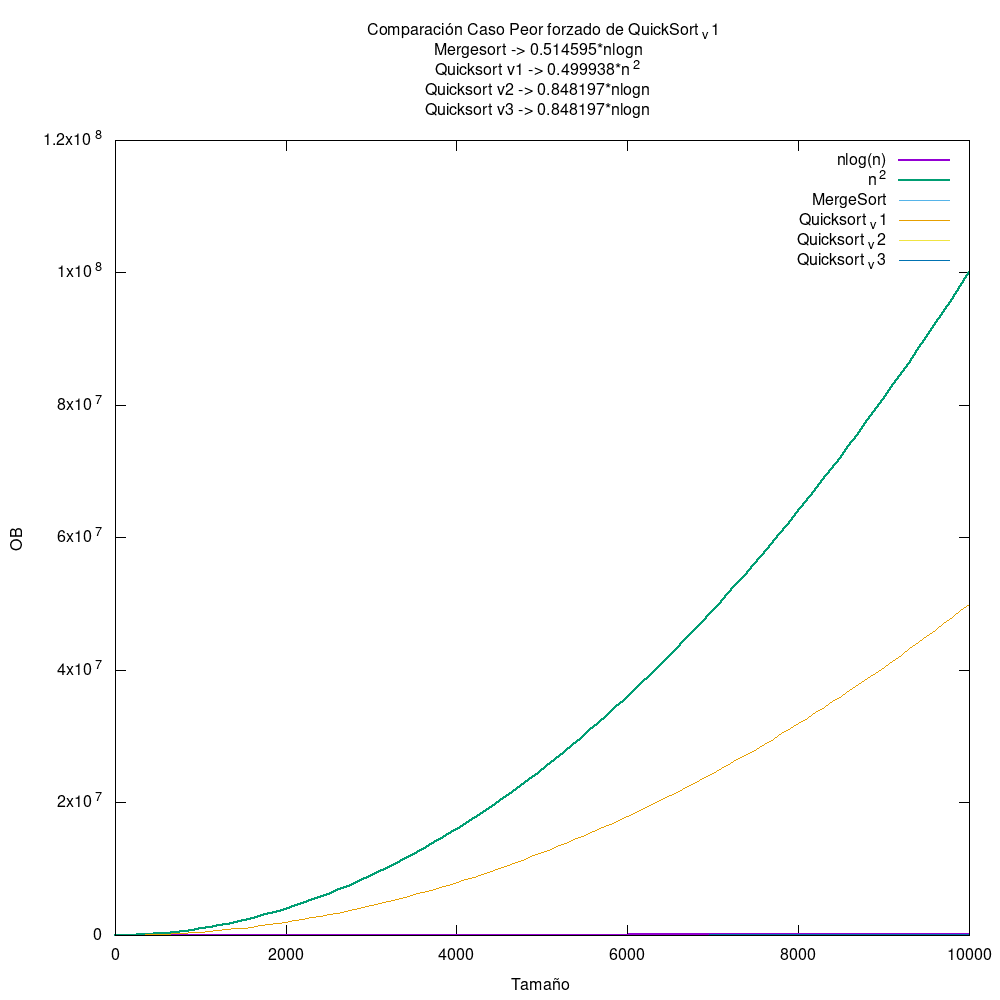 Comparación Caso Peor forzado de QuickSort v 1
Mergesort -> 0.514595*nlogn
Quicksort v1 -> 0.499938*n 2
Quicksort v2 -> 0.848197*nlogn
Quicksort v3 -> 0.848197*nlogn
1.2x10 8
1x10 8
8x10 7
6x10 7
4x10 7
2x10 7
0
nlog(n)
n 2
MergeSort
Quicksort v 1
Quicksort v 2
Quicksort v 3
OB
0
2000
4000
6000
8000
10000
Tamaño